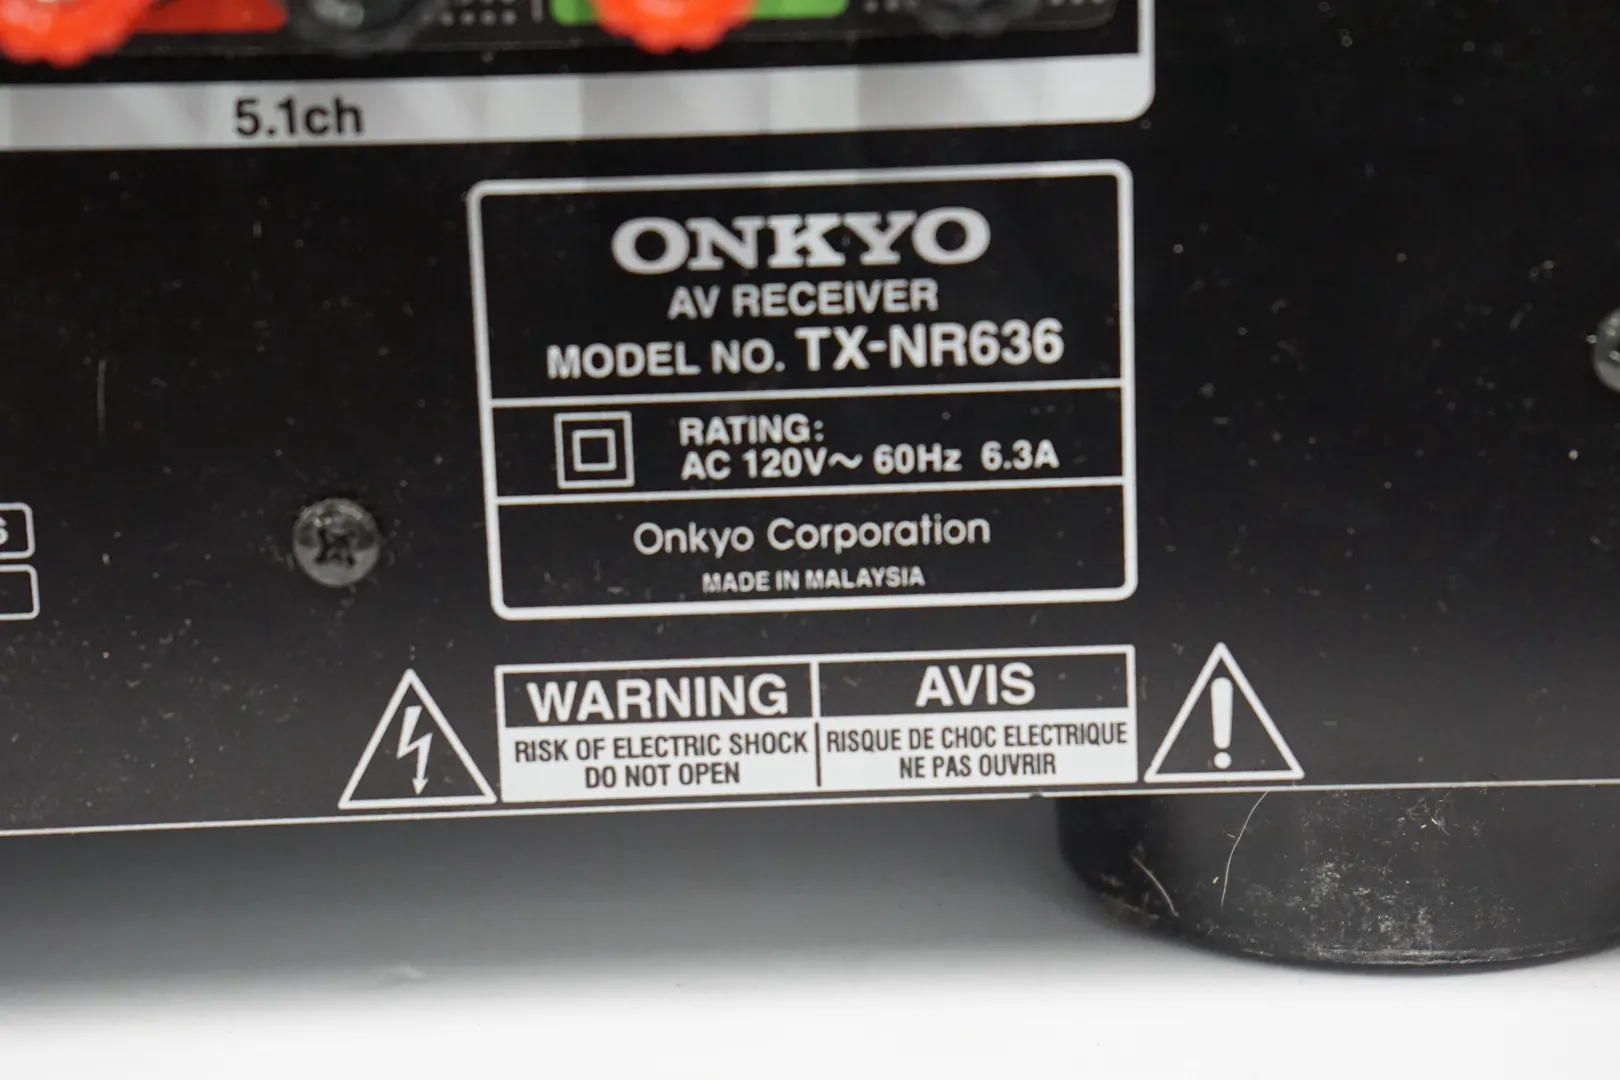 5.1ch
ONKYO
AV RECEIVER
MODEL NO. TX-NR636
RATING:
AC 120V~ 60Hz 6.3A
Onkyo Corporation
MADE IN MALAYSIA
WARNING
RISK OF ELECTRIC SHOCK
DO NOT OPEN
AVIS
RISQUE DE CHOC ELECTRIQUE
NE PAS OUVRIR